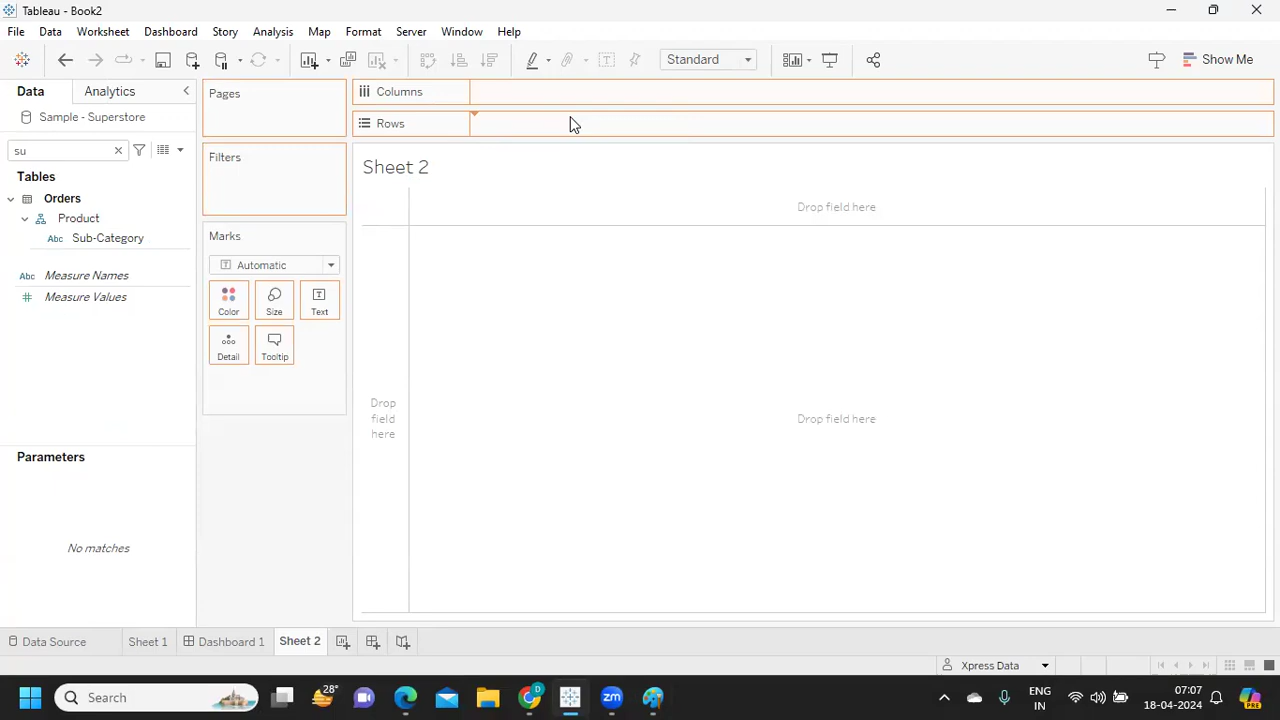 Tableau - Book2
File Data Worksheet Dashboard Story Analysis Map Format Server Window Help
Standard
Show Me
Data Analytics
Pages
Columns
Sample - Superstore
Rows
su
Filters
Sheet 2
Tables
Orders
Product
Drop field here
Abc Sub-Category
Marks
Automatic
Abc Measure Names
Measure Values
Color Size Text
Detail Tooltip
Drop
field
here
Drop field here
Parameters
No matches
Data Source Sheet 1 Dashboard 1 Sheet 2
Xpress Data
Search
28°
ENG
IN
07:07
18-04-2024
PRE